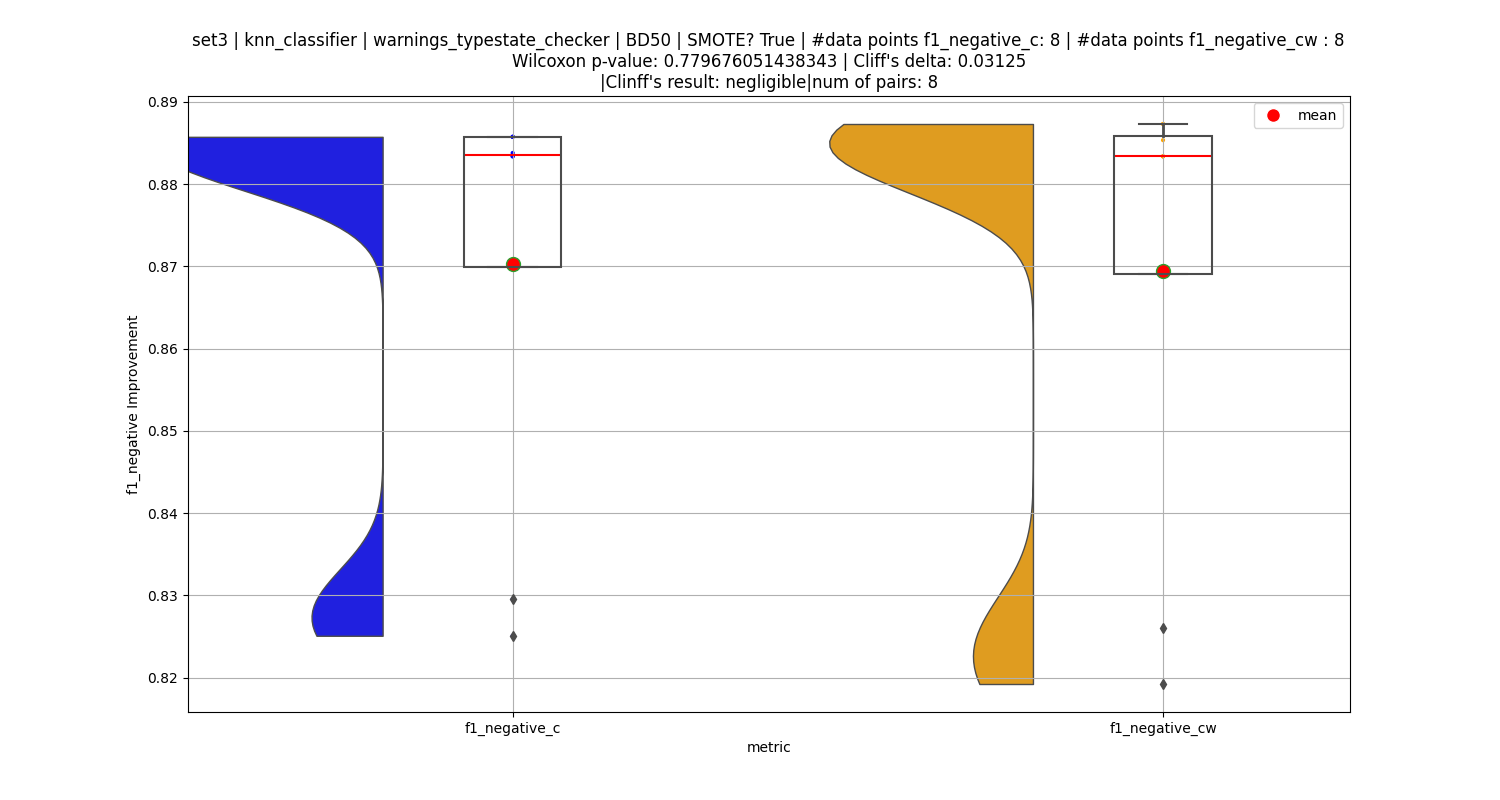 set3 | knn_classifier | warnings_typestate_checker | BD50 | SMOTE? True | #data points f1_negative_c: 8 | #data points f1_negative_cw : 8
Wilcoxon p-value: 0.779676051438343 | Cliff's delta: 0.03125
|Clinff's result: negligible|num of pairs: 8
mean
0.89
0.88
0.87
0.86
0.85
0.84
0.83
0.82
f1_negative Improvement
f1_negative_c
f1_negative_cw
metric